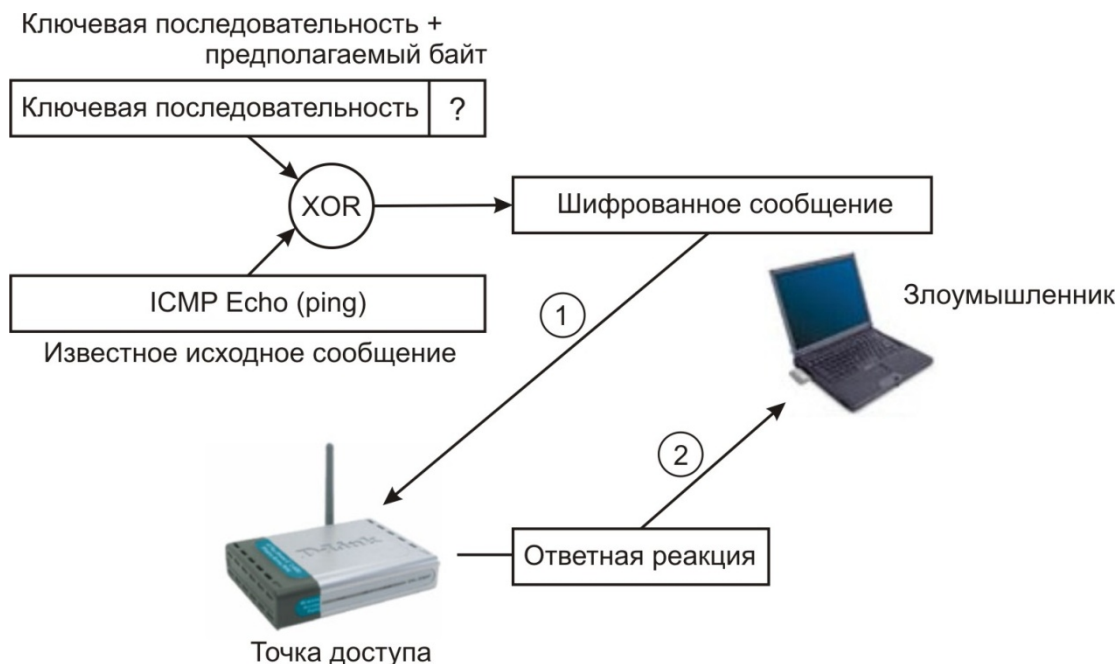 Ключевая последовательность +
предполагаемый байт
Ключевая последовательность ?
XOR
Шифрованное сообщение
ICMP Echo (ping)
Известное исходное сообщение
Злоумышленник
1
2
D-Link
Ответная реакция
Точка доступа